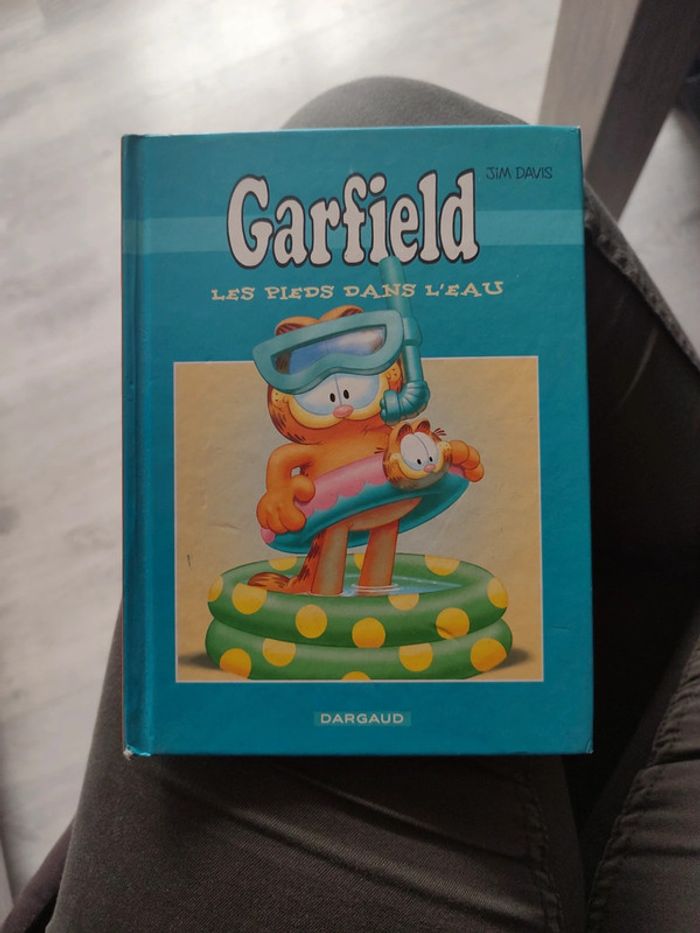 JIM DAVIS
Garfield
LES PIEDS DANS L'EAU
DARGAUD